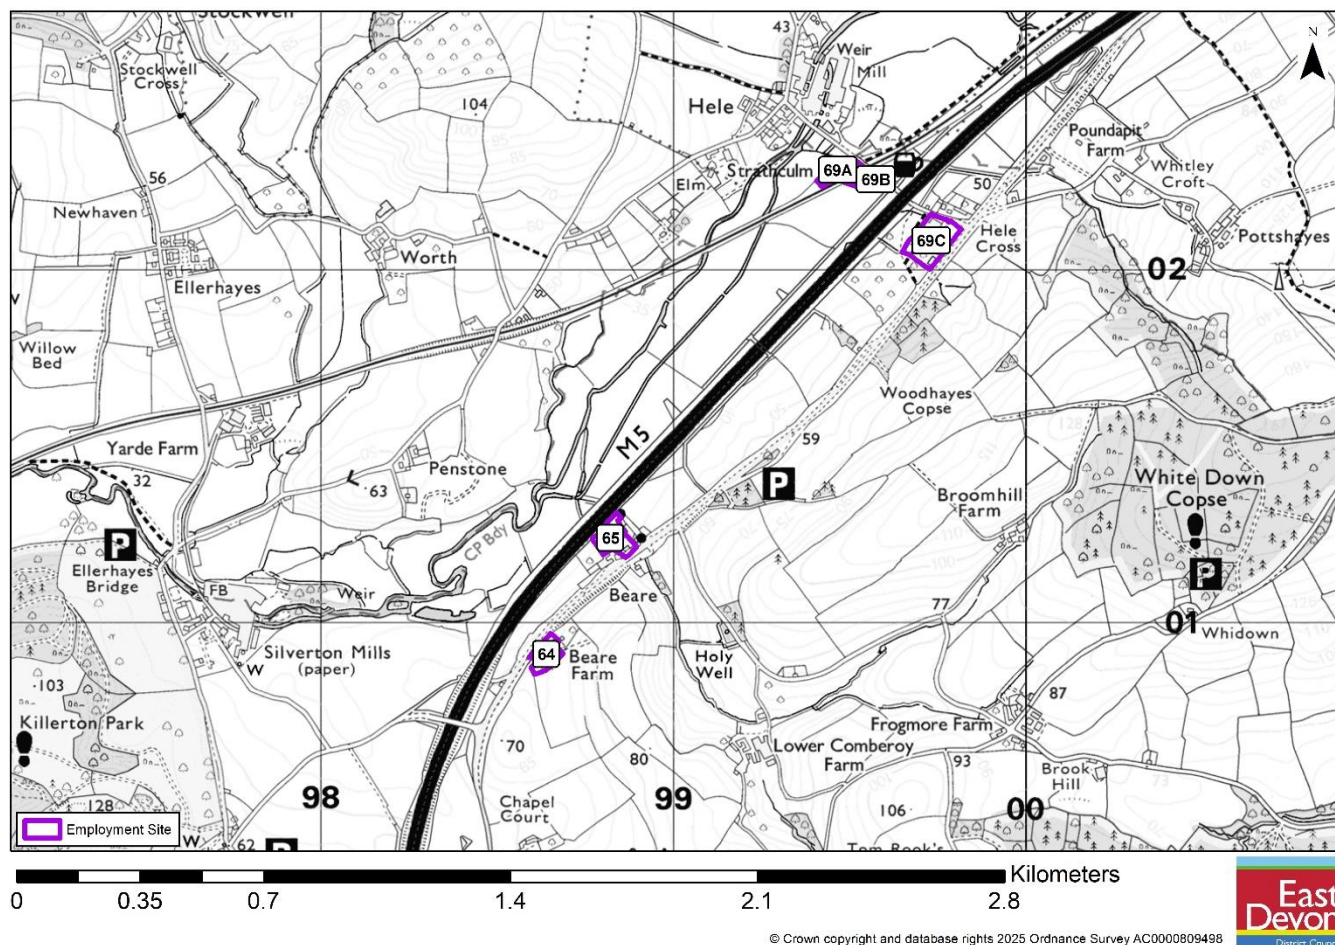 Stockwell
43
Weir
Mill
Stockwell
Cross
104
Hele
Poundapit
Farm
Strathculm
69A
69B
Whitley
Croft
56
Elm
50
Newhaven
69C
Hele
Cross
Pottshayes
Worth
Ellerhayes
02
Willow
Bed
Woodhayes
Copse
M 5
Yarde Farm
59
32
Penstone
63
P
White Down
Copse
Broomhill
Farm
CP Bdy
65
P
Ellerhayes
Bridge
P
FB
Weir
Beare
77
01
Whidown
Silverton Mills
(paper)
W
64
Beare
Farm
Holy
Well
103
87
Killerton Park
Frogmore Farm
70
80
Lower Comberoy
Farm
93
Brook
Hill
73
98
99
00
128
Chapel
Court
106
Employment Site
W
62
P
N
Kilometers
0 0.35 0.7 1.4 2.1 2.8
East
Devon
District Council
© Crown copyright and database rights 2025 Ordnance Survey AC0000809498